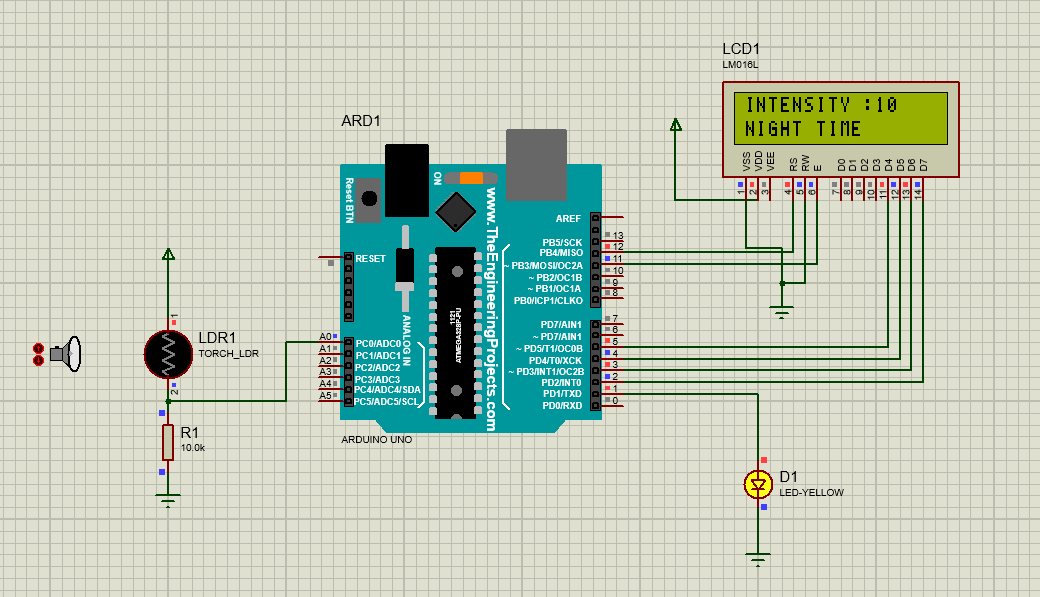 LCD1
LM016L
INTENSITY :10
NIGHT TIME
VSS
VDD
VEE
RS
RW
E
D0
D1
D2
D3
D4
D5
D6
D7
1
2
3
4
5
6
7
8
9
10
11
12
13
14
ARD1
Reset BTN
ON
www.TheEngineeringProjects.com
1121
ATMEGA328P-PU
ANALOG IN
RESET
A0
A1
A2
A3
A4
A5
PC0/ADC0
PC1/ADC1
PC2/ADC2
PC3/ADC3
PC4/ADC4/SDA
PC5/ADC5/SCL
AREF
PB5/SCK
PB4/MISO
~ PB3/MOSI/OC2A
~ PB2/OC1B
~ PB1/OC1A
PB0/ICP1/CLKO
13
12
11
10
9
8
PD7/AIN1
~ PD7/AIN1
~ PD5/T1/OC0B
PD4/T0/XCK
~ PD3/INT1/OC2B
PD2/INT0
PD1/TXD
PD0/RXD
7
6
5
4
3
2
1
0
ARDUINO UNO
1
LDR1
TORCH_LDR
2
R1
10.0k
D1
LED-YELLOW